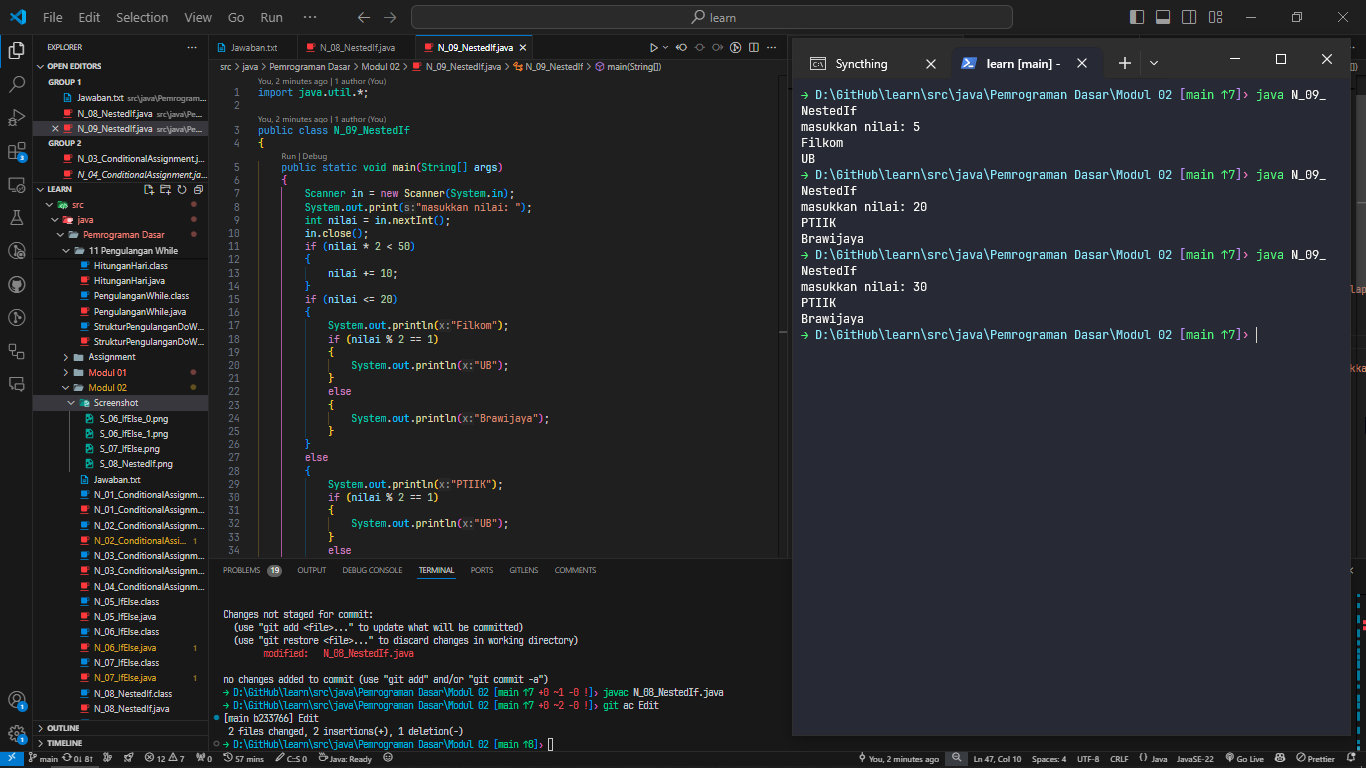 File Edit Selection View Go Run ··· learn
EXPLORER ···
OPEN EDITORS
GROUP 1
Jawaban.txt src\java\Pemrogram...
N_08_NestedIf.java src\java\Pe...
N_09_NestedIf.java src\java\Pe...
GROUP 2
N_03_ConditionalAssignment.j...
N_04_ConditionalAssignment.ja...
LEARN
src
java
Pemrograman Dasar
11 Pengulangan While
HitunganHari.class
HitunganHari.java
PengulanganWhile.class
PengulanganWhile.java
StrukturPengulanganDoW...
StrukturPengulanganDoW...
Assignment
Modul 01
Modul 02
Screenshot
S_06_IfElse_0.png
S_06_IfElse_1.png
S_07_IfElse.png
S_08_NestedIf.png
Jawaban.txt
N_01_ConditionalAssignm...
N_01_ConditionalAssignm...
N_02_ConditionalAssignm...
N_02_ConditionalAssi... 1
N_03_ConditionalAssignm...
N_03_ConditionalAssignm...
N_04_ConditionalAssignm...
N_05_IfElse.class
N_05_IfElse.java
N_06_IfElse.class
N_06_IfElse.java 1
N_07_IfElse.class
N_07_IfElse.java 1
N_08_NestedIf.class
N_08_NestedIf.java
OUTLINE
TIMELINE
Jawaban.txt N_08_NestedIf.java N_09_NestedIf.java
src > java > Pemrograman Dasar > Modul 02 > N_09_NestedIf.java > N_09_NestedIf > main(String[])
You, 2 minutes ago | 1 author (You)
1 import java.util.*;
2
You, 2 minutes ago | 1 author (You)
3 public class N_09_NestedIf
4 {
Run | Debug
5 public static void main(String[] args)
6 {
7 Scanner in = new Scanner(System.in);
8 System.out.print(s:"masukkan nilai: ");
9 int nilai = in.nextInt();
10 in.close();
11 if (nilai * 2 < 50)
12 {
13 nilai += 10;
14 }
15 if (nilai <= 20)
16 {
17 System.out.println(x:"Filkom");
18 if (nilai % 2 == 1)
19 {
20 System.out.println(x:"UB");
21 }
22 else
23 {
24 System.out.println(x:"Brawijaya");
25 }
26 }
27 else
28 {
29 System.out.println(x:"PTIIK");
30 if (nilai % 2 == 1)
31 {
32 System.out.println(x:"UB");
33 }
34 else
PROBLEMS 19 OUTPUT DEBUG CONSOLE TERMINAL PORTS GITLENS COMMENTS
Changes not staged for commit:
(use "git add <file>..." to update what will be committed)
(use "git restore <file>..." to discard changes in working directory)
modified: N_08_NestedIf.java
no changes added to commit (use "git add" and/or "git commit -a")
→ D:\GitHub\learn\src\java\Pemrograman Dasar\Modul 02 [main ↑7 +0 ~1 -0 !]› javac N_08_NestedIf.java
→ D:\GitHub\learn\src\java\Pemrograman Dasar\Modul 02 [main ↑7 +0 ~2 -0 !]› git ac Edit
[main b233766] Edit
2 files changed, 2 insertions(+), 1 deletion(-)
→ D:\GitHub\learn\src\java\Pemrograman Dasar\Modul 02 [main ↑8]›
Syncthing learn [main] -
→ D:\GitHub\learn\src\java\Pemrograman Dasar\Modul 02 [main ↑7]› java N_09_
NestedIf
masukkan nilai: 5
Filkom
UB
→ D:\GitHub\learn\src\java\Pemrograman Dasar\Modul 02 [main ↑7]› java N_09_
NestedIf
masukkan nilai: 20
PTIIK
Brawijaya
→ D:\GitHub\learn\src\java\Pemrograman Dasar\Modul 02 [main ↑7]› java N_09_
NestedIf
masukkan nilai: 30
PTIIK
Brawijaya
→ D:\GitHub\learn\src\java\Pemrograman Dasar\Modul 02 [main ↑7]›
main 0↓ 8↑ 12 7 0 57 mins C:S 0 Java: Ready You, 2 minutes ago Ln 47, Col 10 Spaces: 4 UTF-8 CRLF {} Java JavaSE-22 Go Live Prettier